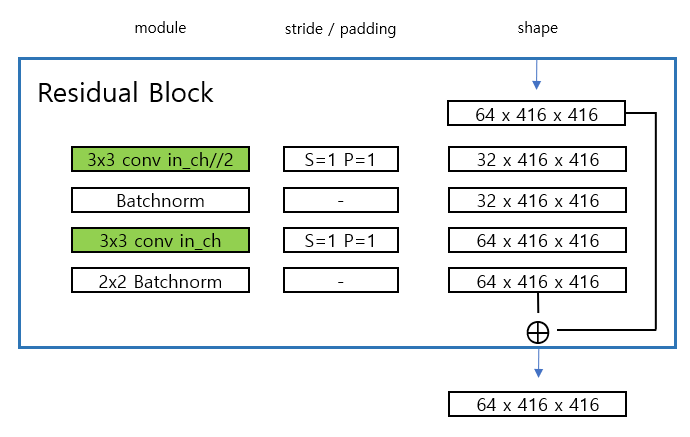 module stride / padding shape
Residual Block
64 x 416 x 416
3x3 conv in_ch//2 S=1 P=1 32 x 416 x 416
Batchnorm - 32 x 416 x 416
3x3 conv in_ch S=1 P=1 64 x 416 x 416
2x2 Batchnorm - 64 x 416 x 416
64 x 416 x 416